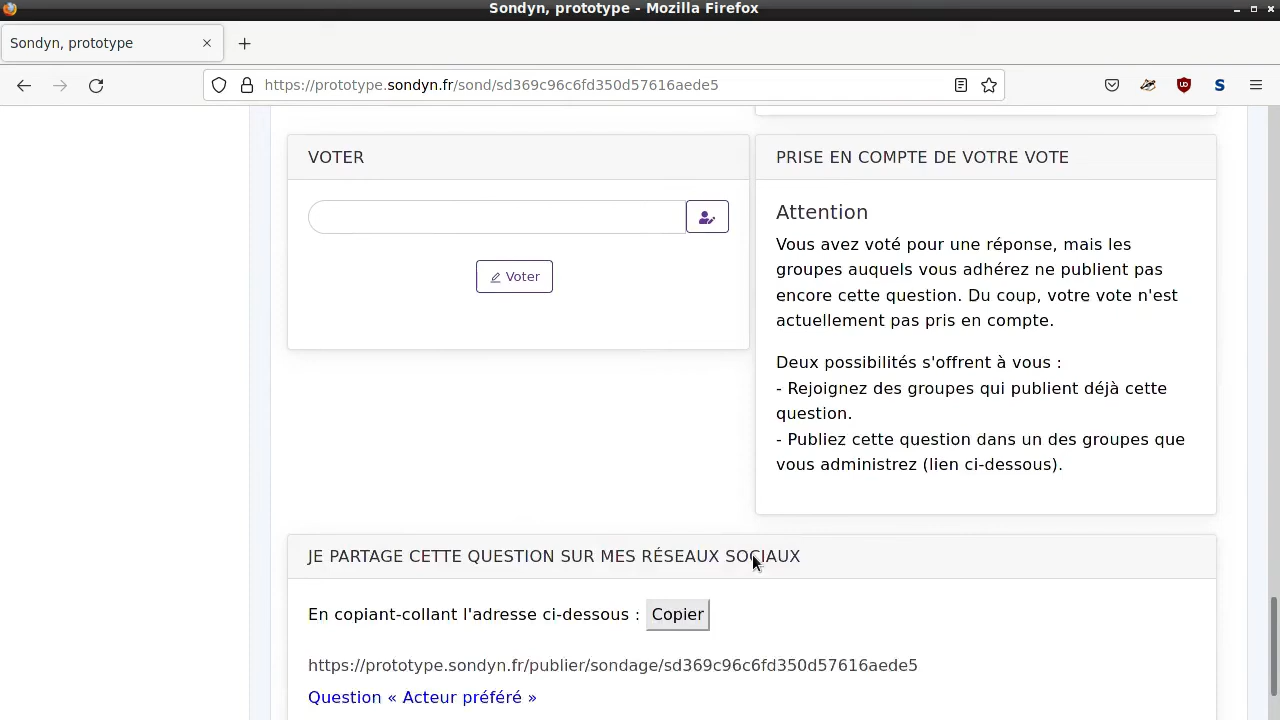 Sondyn, prototype - Mozilla Firefox
Sondyn, prototype
https://prototype.sondyn.fr/sond/sd369c96c6fd350d57616aede5
VOTER
Voter
PRISE EN COMPTE DE VOTRE VOTE
Attention
Vous avez voté pour une réponse, mais les
groupes auquels vous adhérez ne publient pas
encore cette question. Du coup, votre vote n'est
actuellement pas pris en compte.
Deux possibilités s'offrent à vous :
- Rejoignez des groupes qui publient déjà cette
question.
- Publiez cette question dans un des groupes que
vous administrez (lien ci-dessous).
JE PARTAGE CETTE QUESTION SUR MES RÉSEAUX SOCIAUX
En copiant-collant l'adresse ci-dessous : Copier
https://prototype.sondyn.fr/publier/sondage/sd369c96c6fd350d57616aede5
Question « Acteur préféré »